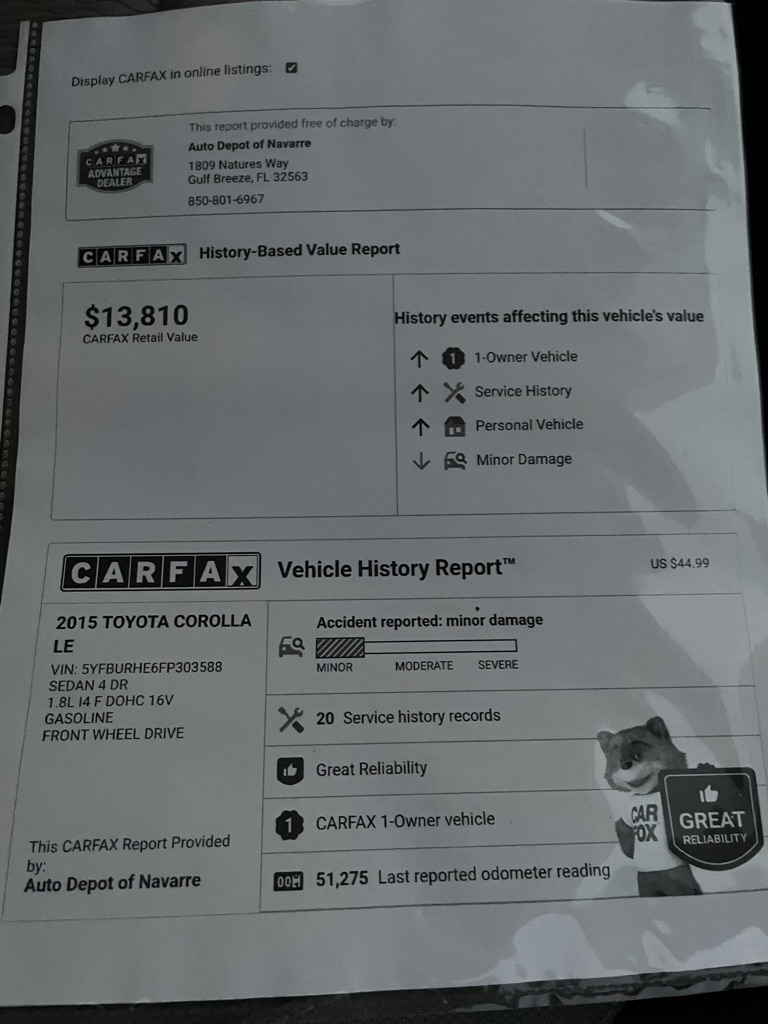 Display CARFAX in online listings:
This report provided free of charge by:
CARFAX
ADVANTAGE
DEALER
Auto Depot of Navarre
1809 Natures Way
Gulf Breeze, FL 32563
850-801-6967
CARFAX History-Based Value Report
$13,810
CARFAX Retail Value
History events affecting this vehicle's value
1 1-Owner Vehicle
Service History
Personal Vehicle
Minor Damage
CARFAX Vehicle History Report™ US $44.99
2015 TOYOTA COROLLA
LE
VIN: 5YFBURHE6FP303588
SEDAN 4 DR
1.8L I4 F DOHC 16V
GASOLINE
FRONT WHEEL DRIVE
This CARFAX Report Provided
by:
Auto Depot of Navarre
Accident reported: minor damage
MINOR MODERATE SEVERE
20 Service history records
Great Reliability
1 CARFAX 1-Owner vehicle
51,275 Last reported odometer reading
CAR
FOX
GREAT
RELIABILITY